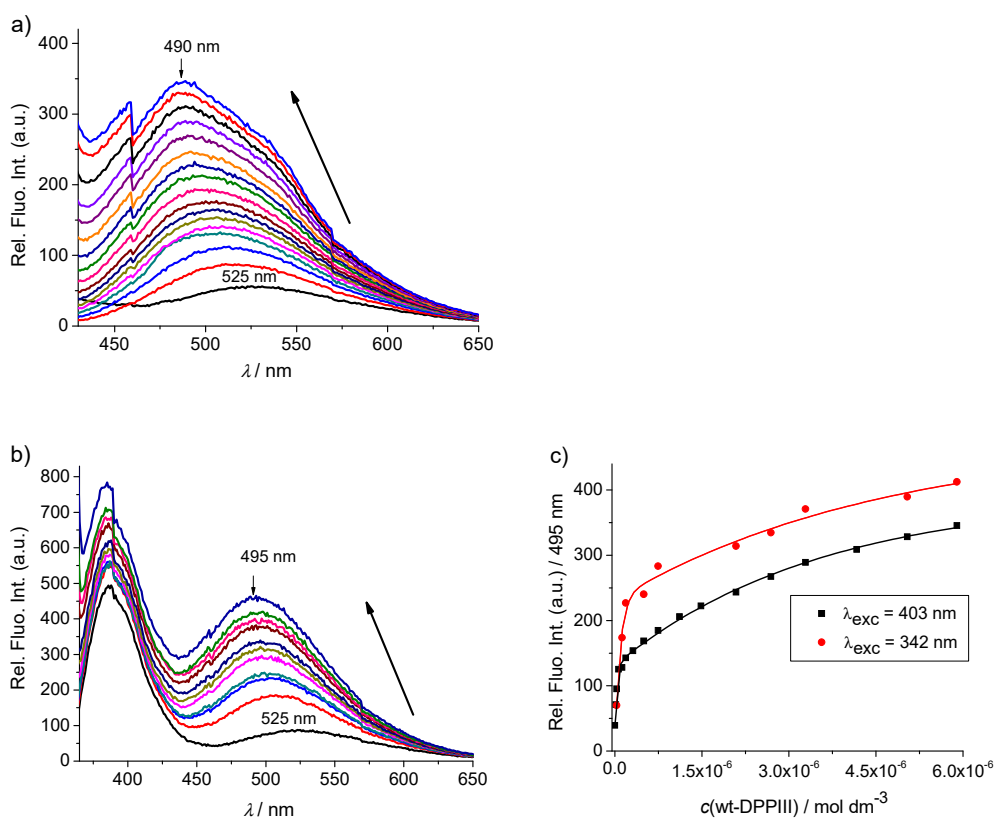 a)
Rel. Fluo. Int. (a.u.)
400
300
200
100
0
490 nm
525 nm
450 500 550 600 650
λ / nm
b)
Rel. Fluo. Int. (a.u.)
800
700
600
500
400
300
200
100
0
495 nm
525 nm
400 450 500 550 600 650
λ / nm
c)
Rel. Fluo. Int. (a.u.) / 495 nm
400
300
200
100
0
λexc = 403 nm
λexc = 342 nm
0.0 1.5x10⁻⁶ 3.0x10⁻⁶ 4.5x10⁻⁶ 6.0x10⁻⁶
c(wt-DPPIII) / mol dm⁻³